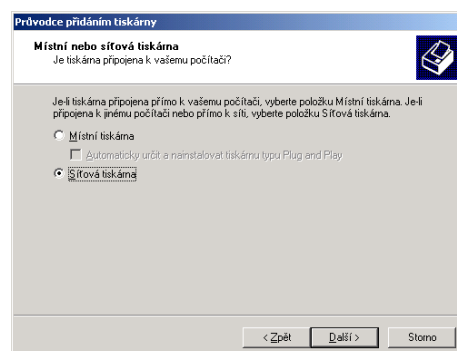 Průvodce přidáním tiskárny
Místní nebo síťová tiskárna
Je tiskárna připojena k vašemu počítači?
Je-li tiskárna připojena přímo k vašemu počítači, vyberte položku Místní tiskárna. Je-li
připojena k jinému počítači nebo přímo k síti, vyberte položku Síťová tiskárna.
Místní tiskárna
Automaticky určit a nainstalovat tiskárnu typu Plug and Play
Síťová tiskárna
< Zpět Další > Storno